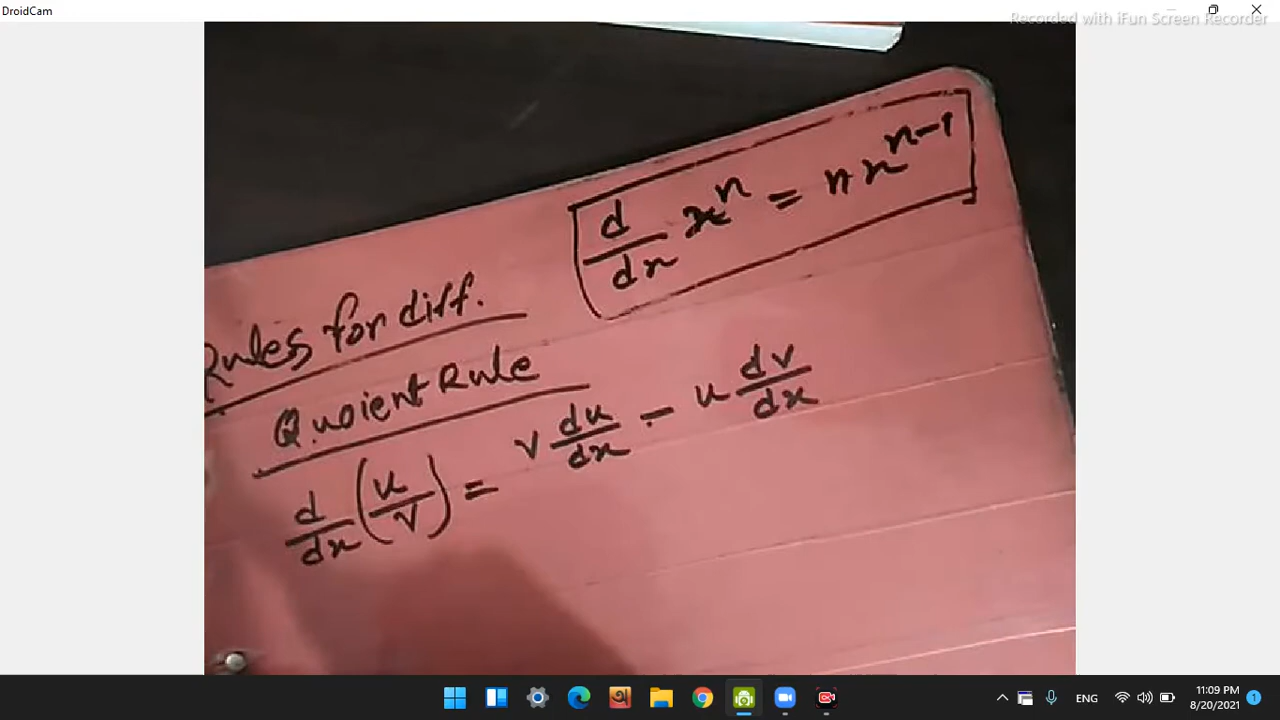 DroidCam
Recorded with iFun Screen Recorder
d/dx x^n = n x^(n-1)
Rules for diff.
Quoient Rule
d/dx (u/v) = v du/dx - u dv/dx
ENG
11:09 PM
8/20/2021
1